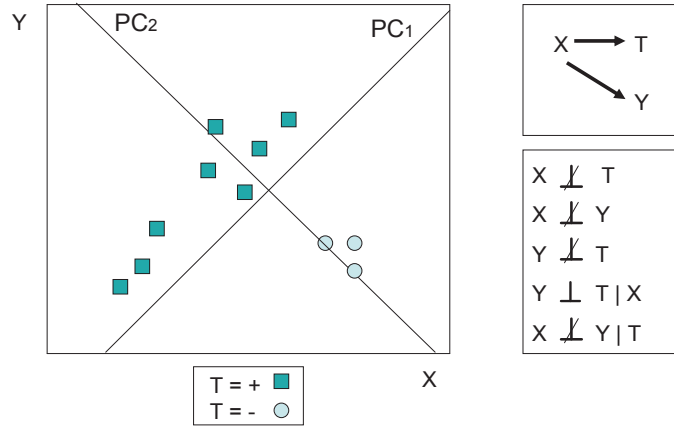 Y
PC2
PC1
X
T = +
T = -
X T
Y
X ⊥̸ T
X ⊥̸ Y
Y ⊥̸ T
Y ⊥ T | X
X ⊥̸ Y | T